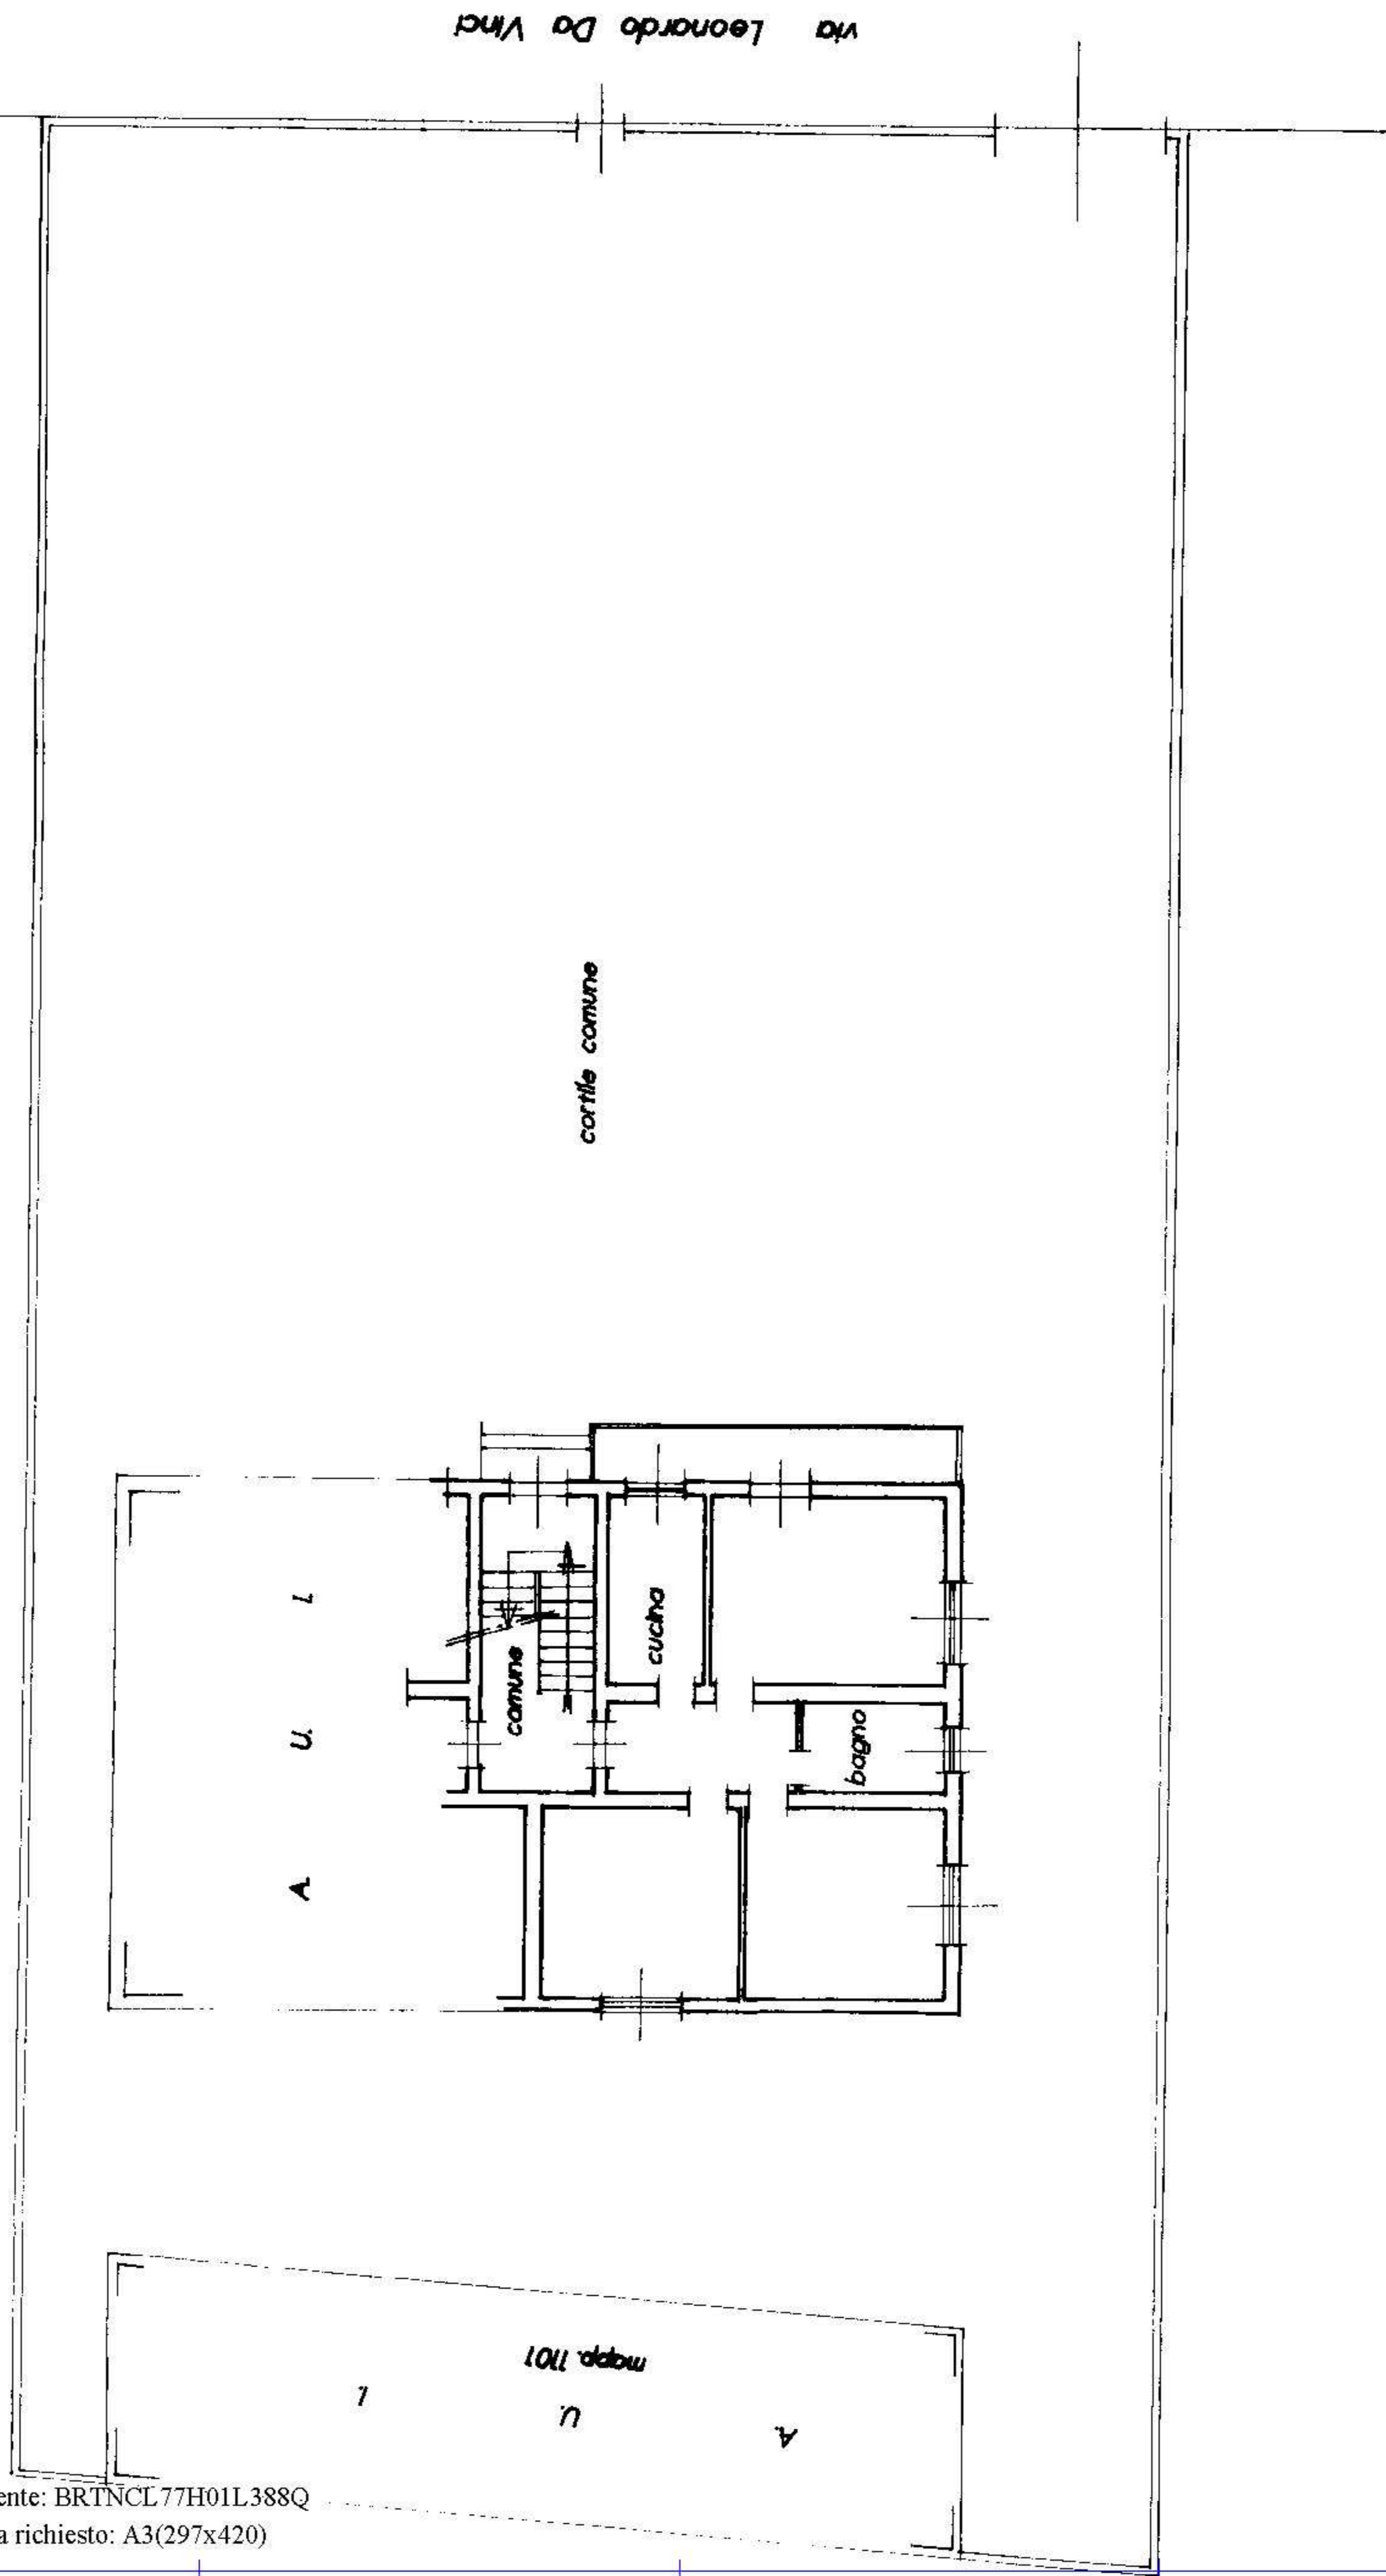 via Leonardo Da Vinci
cortile comune
cucina
comune
bagno
A. U. I.
mapp. 1101
A. U. I.
ente: BRTNCL77H01L388Q
a richiesto: A3(297x420)